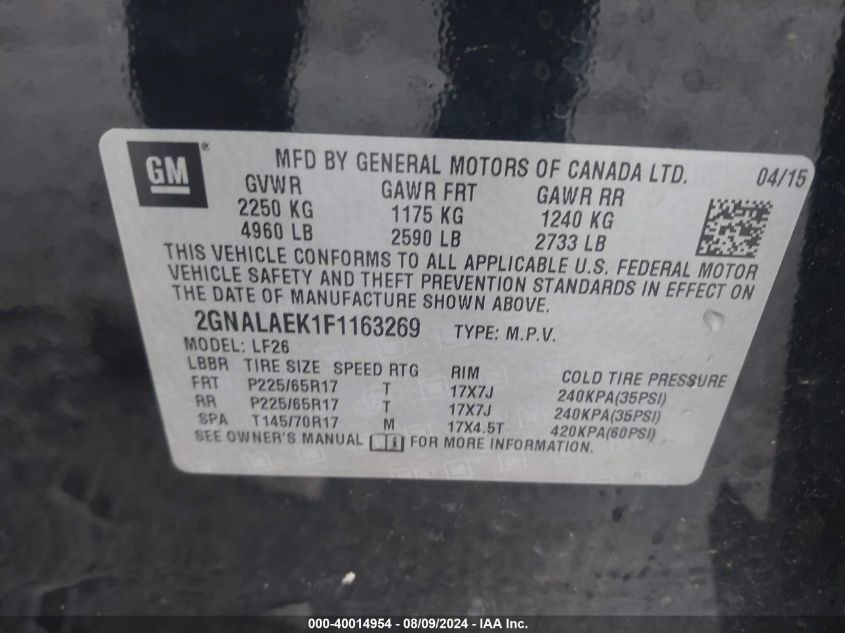 GM®
MFD BY GENERAL MOTORS OF CANADA LTD. 04/15
GVWR GAWR FRT GAWR RR
2250 KG 1175 KG 1240 KG
4960 LB 2590 LB 2733 LB
THIS VEHICLE CONFORMS TO ALL APPLICABLE U.S. FEDERAL MOTOR
VEHICLE SAFETY AND THEFT PREVENTION STANDARDS IN EFFECT ON
THE DATE OF MANUFACTURE SHOWN ABOVE.
2GNALAEK1F1163269 TYPE: M.P.V.
MODEL: LF26
LBBR TIRE SIZE SPEED RTG RIM COLD TIRE PRESSURE
FRT P225/65R17 T 17X7J 240KPA(35PSI)
RR P225/65R17 T 17X7J 240KPA(35PSI)
SPA T145/70R17 M 17X4.5T 420KPA(60PSI)
SEE OWNER'S MANUAL FOR MORE INFORMATION.
000-40014954 - 08/09/2024 - IAA Inc.